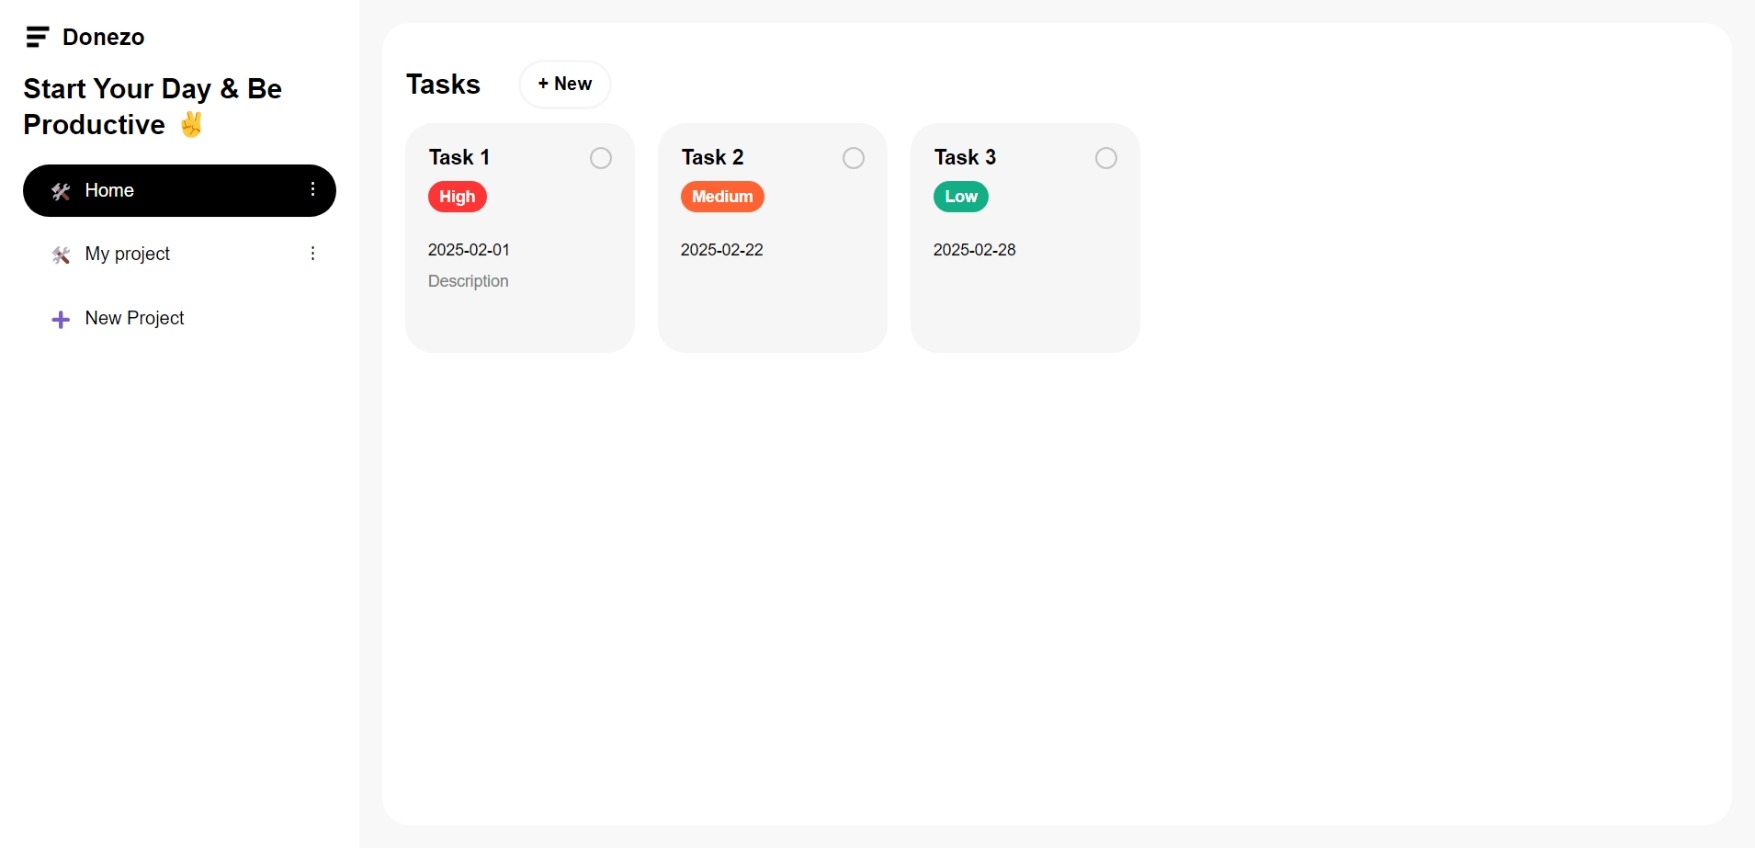 Donezo
Start Your Day & Be
Productive ✌️
Home
My project
New Project
Tasks
+ New
Task 1
High
2025-02-01
Description
Task 2
Medium
2025-02-22
Task 3
Low
2025-02-28